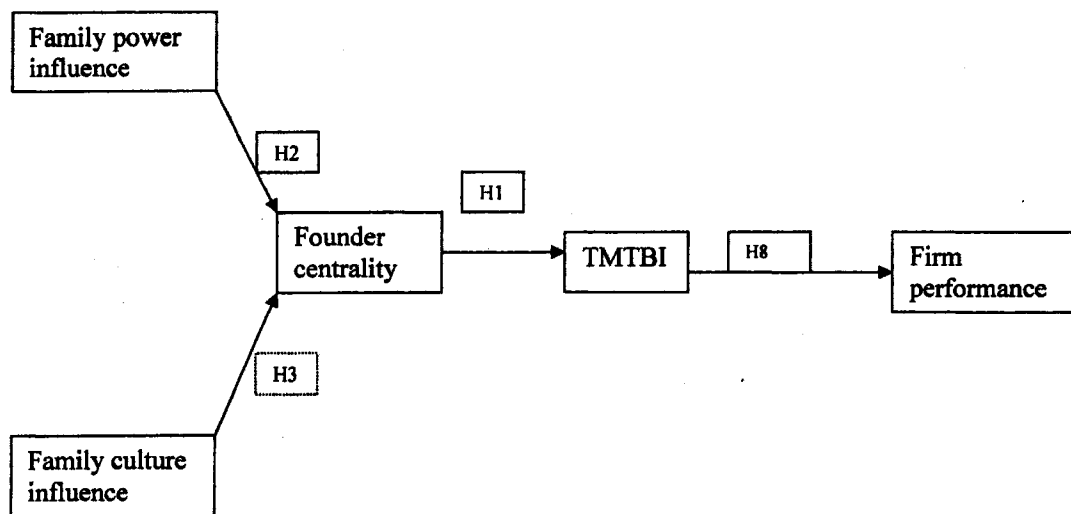 Family power
influence
H2
H1
Founder
centrality
TMTBI
H8
Firm
performance
H3
Family culture
influence